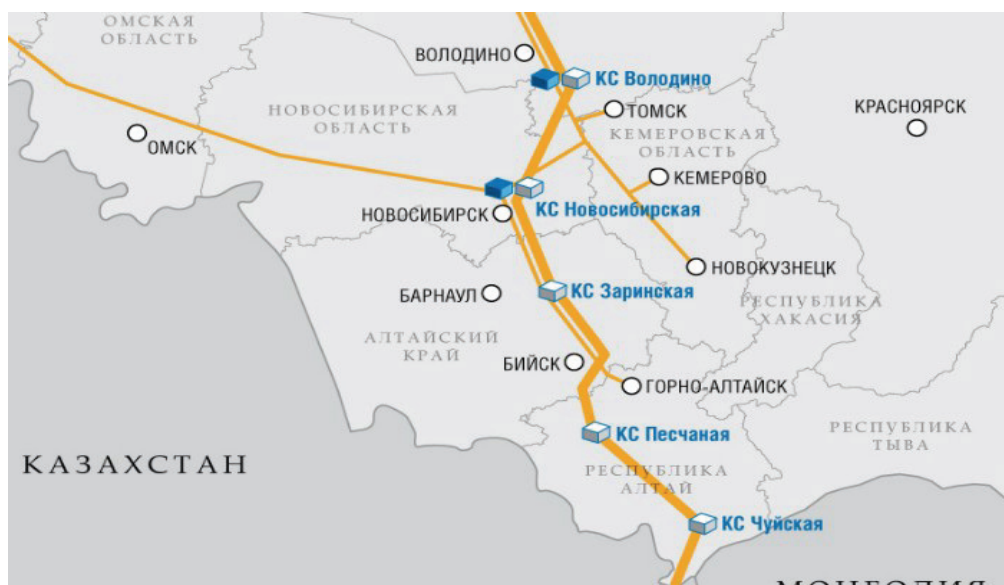 ОМСКАЯ
ОБЛАСТЬ
ВОЛОДИНО
КС Володино
НОВОСИБИРСКАЯ
ОБЛАСТЬ
ТОМСК
КРАСНОЯРСК
КЕМЕРОВСКАЯ
ОБЛАСТЬ
ОМСК
КЕМЕРОВО
НОВОСИБИРСК
КС Новосибирская
НОВОКУЗНЕЦК
БАРНАУЛ
КС Заринская
РЕСПУБЛИКА
ХАКАСИЯ
АЛТАЙСКИЙ
КРАЙ
БИЙСК
ГОРНО-АЛТАЙСК
КС Песчаная
РЕСПУБЛИКА
ТЫВА
КАЗАХСТАН
РЕСПУБЛИКА
АЛТАЙ
КС Чуйская
МОНГОЛИЯ